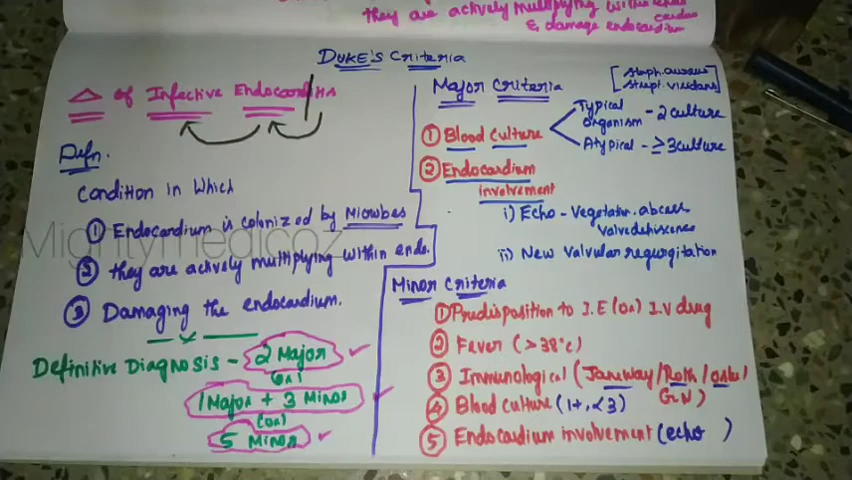 they are actively multiplying within
& damage endocardium
DUKE'S Criteria
△ of Infective Endocarditis
Defn.
Condition in Which
① Endocardium is colonized by Microbes
② they are actively multiplying within endo.
③ Damaging the endocardium.
Definitive Diagnosis - 2 Major
(or)
1 Major + 3 Minor
(or)
5 Minor
Major Criteria
[Staph. aureus
Strept. viridans]
① Blood Culture
Typical organism - 2 culture
Atypical - ≥ 3 culture
② Endocardium
involvement
i) Echo - Vegetation. abcess
valve dehiscence
ii) New Valvular regurgitation
Minor Criteria
① Predisposition to I.E (or) I.V drug
② Fever (>38°c)
③ Immunological (Janeway/Roth/osler/
GN)
④ Blood culture (1+, <3)
⑤ Endocardium involvement (echo )
Mightymedicoz